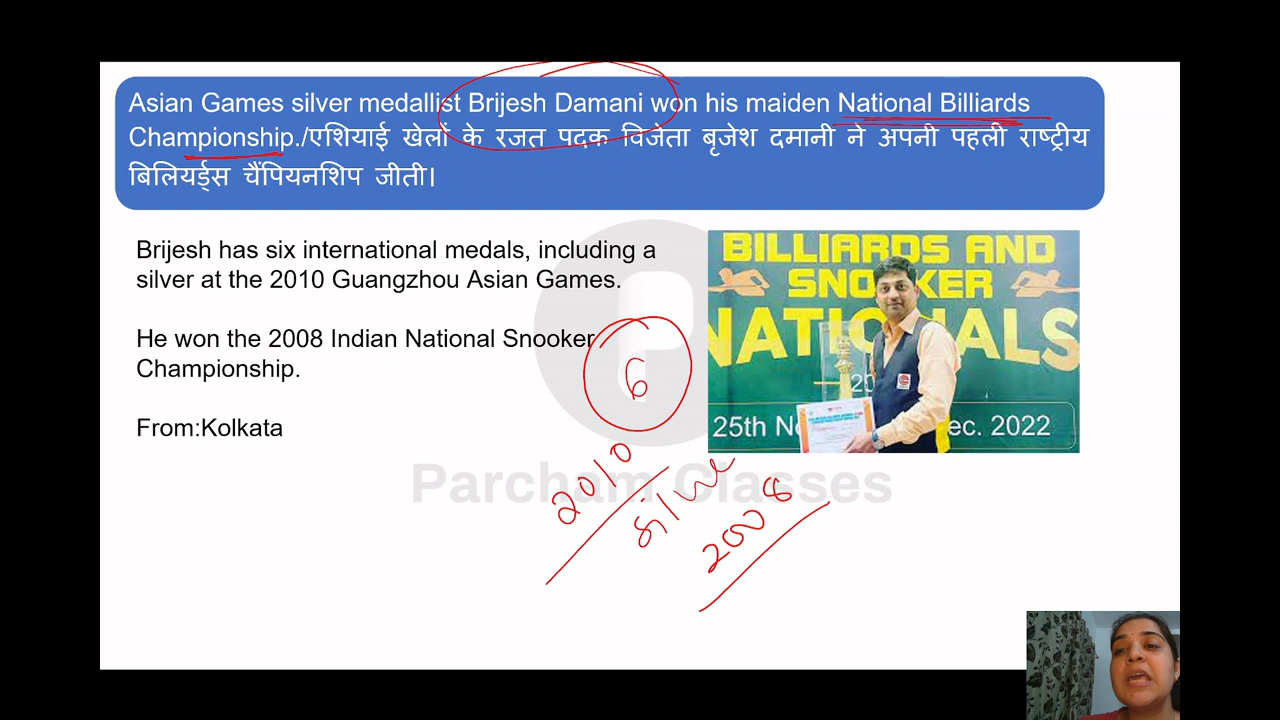 Asian Games silver medallist Brijesh Damani won his maiden National Billiards
Championship./एशियाई खेलों के रजत पदक विजेता बृजेश दमानी ने अपनी पहली राष्ट्रीय
बिलियर्ड्स चैंपियनशिप जीती।
Brijesh has six international medals, including a
silver at the 2010 Guangzhou Asian Games.
He won the 2008 Indian National Snooker
Championship.
From:Kolkata
BILLIARDS AND
SNOOKER
NATIONALS
25th No ec. 2022
6
2010
silver
2008
Parcham Classes